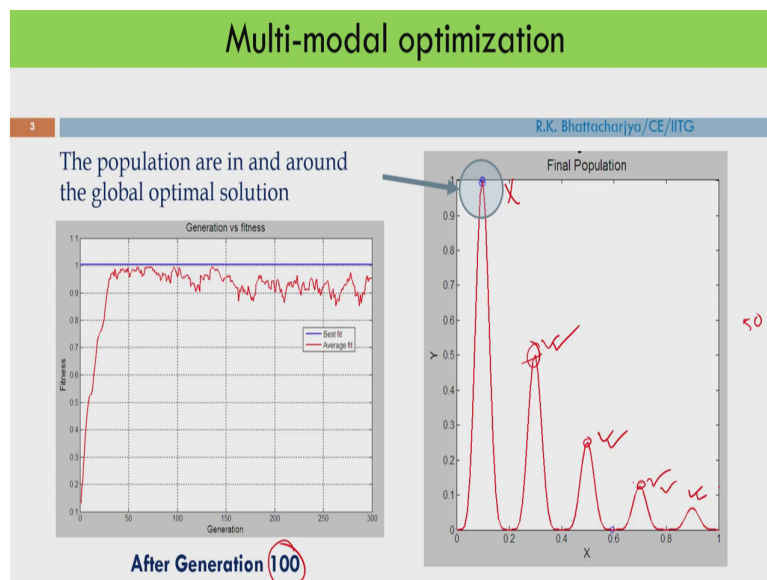 Multi-modal optimization
3
R.K. Bhattacharjya/CE/IITG
The population are in and around
the global optimal solution
Generation vs fitness
1.1
1
0.9
0.8
0.7
0.6
0.5
0.4
0.3
0.2
0.1
Fitness
Best fit
Average fit
0 50 100 150 200 250 300
Generation
After Generation 100
Final Population
1
0.9
0.8
0.7
0.6
0.5
0.4
0.3
0.2
0.1
0
Y
0 0.2 0.4 0.6 0.8 1
X
50